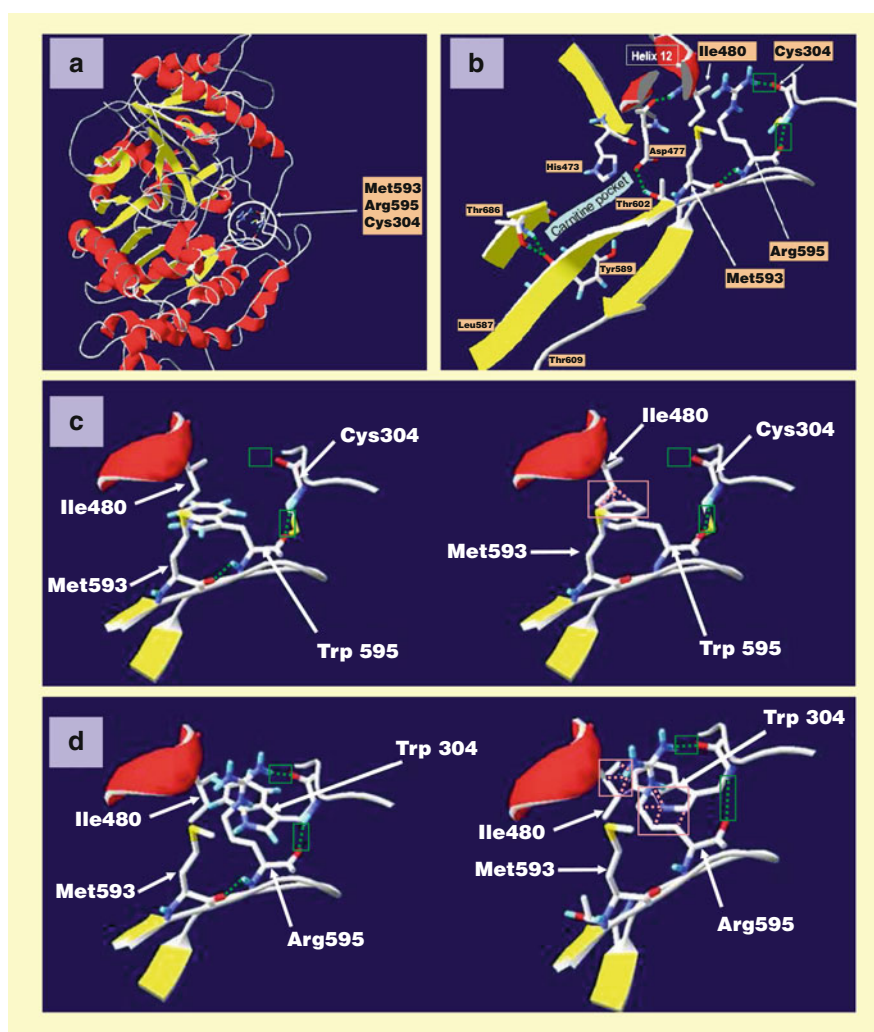 a
Met593
Arg595
Cys304
b
Helix 12
Ile480
Cys304
Asp477
His473
Carnitine pocket
Thr602
Thr686
Arg595
Tyr589
Met593
Leu587
Thr609
c
Cys304
Ile480
Met593
Trp 595
Ile480
Cys304
Met593
Trp 595
d
Trp 304
Ile480
Met593
Arg595
Trp 304
Ile480
Met593
Arg595